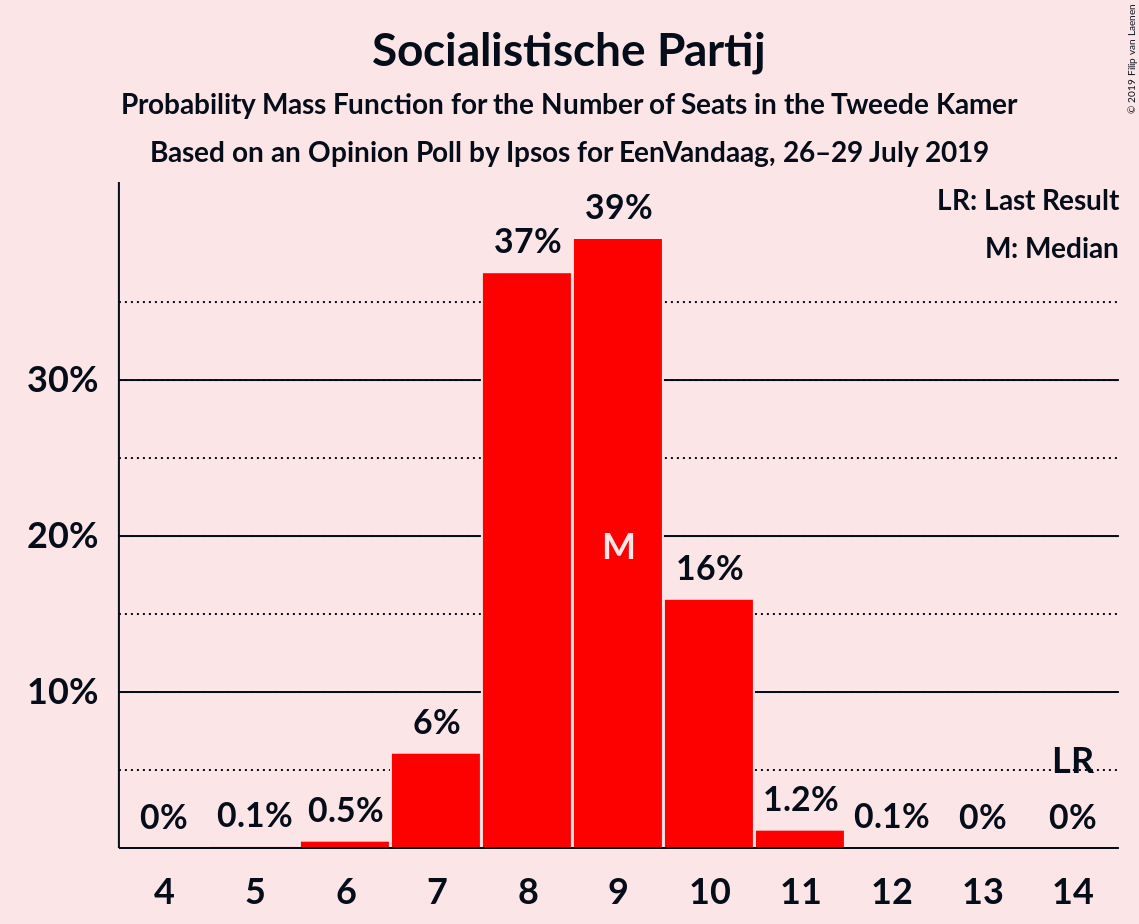 Socialistische Partij
Probability Mass Function for the Number of Seats in the Tweede Kamer
Based on an Opinion Poll by Ipsos for EenVandaag, 26–29 July 2019
© 2019 Filip van Laenen
LR: Last Result
M: Median
30%
20%
10%
0%
0.1%
0.5%
6%
37%
39%
M
16%
1.2%
0.1%
0%
LR
0%
4 5 6 7 8 9 10 11 12 13 14